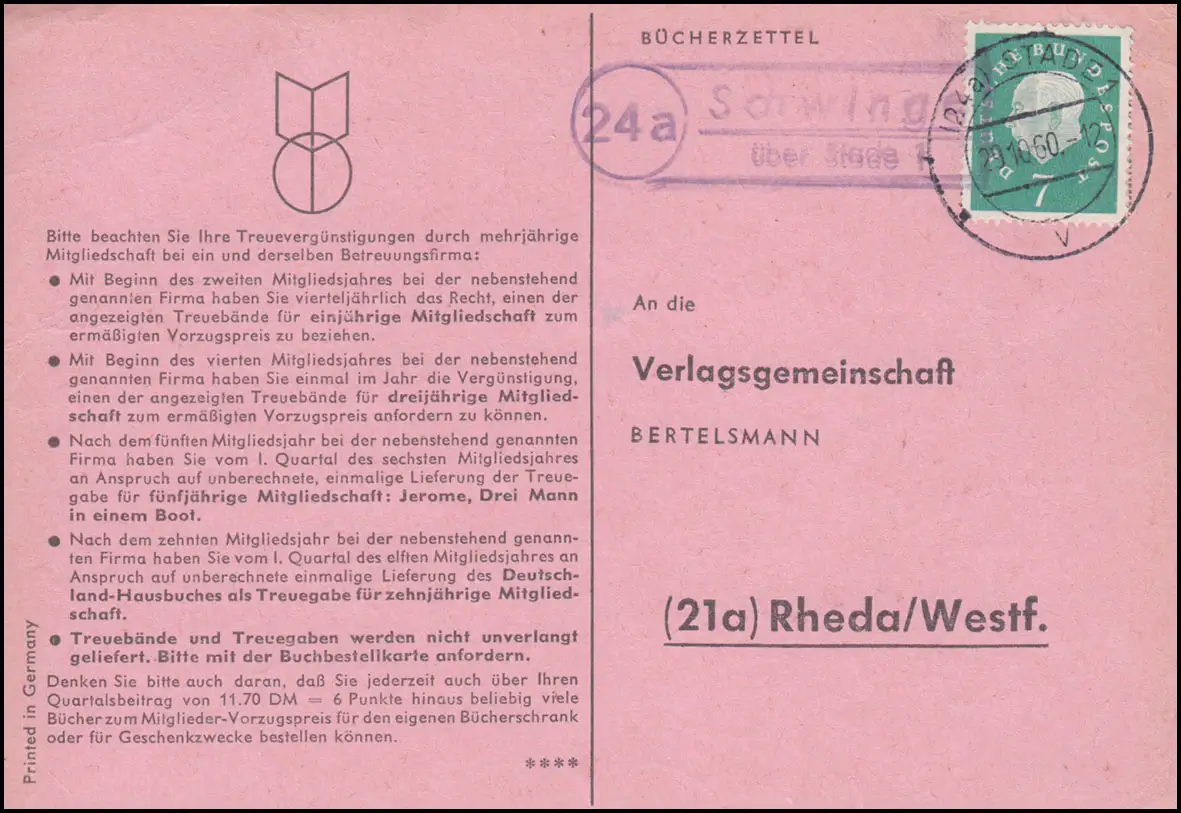 Bitte beachten Sie Ihre Treuevergünstigungen durch mehrjährige
Mitgliedschaft bei ein und derselben Betreuungsfirma:
● Mit Beginn des zweiten Mitgliedsjahres bei der nebenstehend
genannten Firma haben Sie vierteljährlich das Recht, einen der
angezeigten Treuebände für einjährige Mitgliedschaft zum
ermäßigten Vorzugspreis zu beziehen.
● Mit Beginn des vierten Mitgliedsjahres bei der nebenstehend
genannten Firma haben Sie einmal im Jahr die Vergünstigung,
einen der angezeigten Treuebände für dreijährige Mitglied-
schaft zum ermäßigten Vorzugspreis anfordern zu können.
● Nach dem fünften Mitgliedsjahr bei der nebenstehend genannten
Firma haben Sie vom I. Quartal des sechsten Mitgliedsjahres
an Anspruch auf unberechnete, einmalige Lieferung der Treue-
gabe für fünfjährige Mitgliedschaft: Jerome, Drei Mann
in einem Boot.
● Nach dem zehnten Mitgliedsjahr bei der nebenstehend genann-
ten Firma haben Sie vom I. Quartal des elften Mitgliedsjahres an
Anspruch auf unberechnete einmalige Lieferung des Deutsch-
land-Hausbuches als Treuegabe für zehnjährige Mitglied-
schaft.
● Treuebände und Treuegaben werden nicht unverlangt
geliefert. Bitte mit der Buchbestellkarte anfordern.
Denken Sie bitte auch daran, daß Sie jederzeit auch über Ihren
Quartalsbeitrag von 11.70 DM = 6 Punkte hinaus beliebig viele
Bücher zum Mitglieder-Vorzugspreis für den eigenen Bücherschrank
oder für Geschenkzwecke bestellen können.
****
Printed in Germany
BÜCHERZETTEL
24a
Schwinge
über Stade 1
DEUTSCHE BUNDESPOST
7
(24a) STADE 1
29.10.60.-12
V
An die
Verlagsgemeinschaft
BERTELSMANN
(21a) Rheda/Westf.